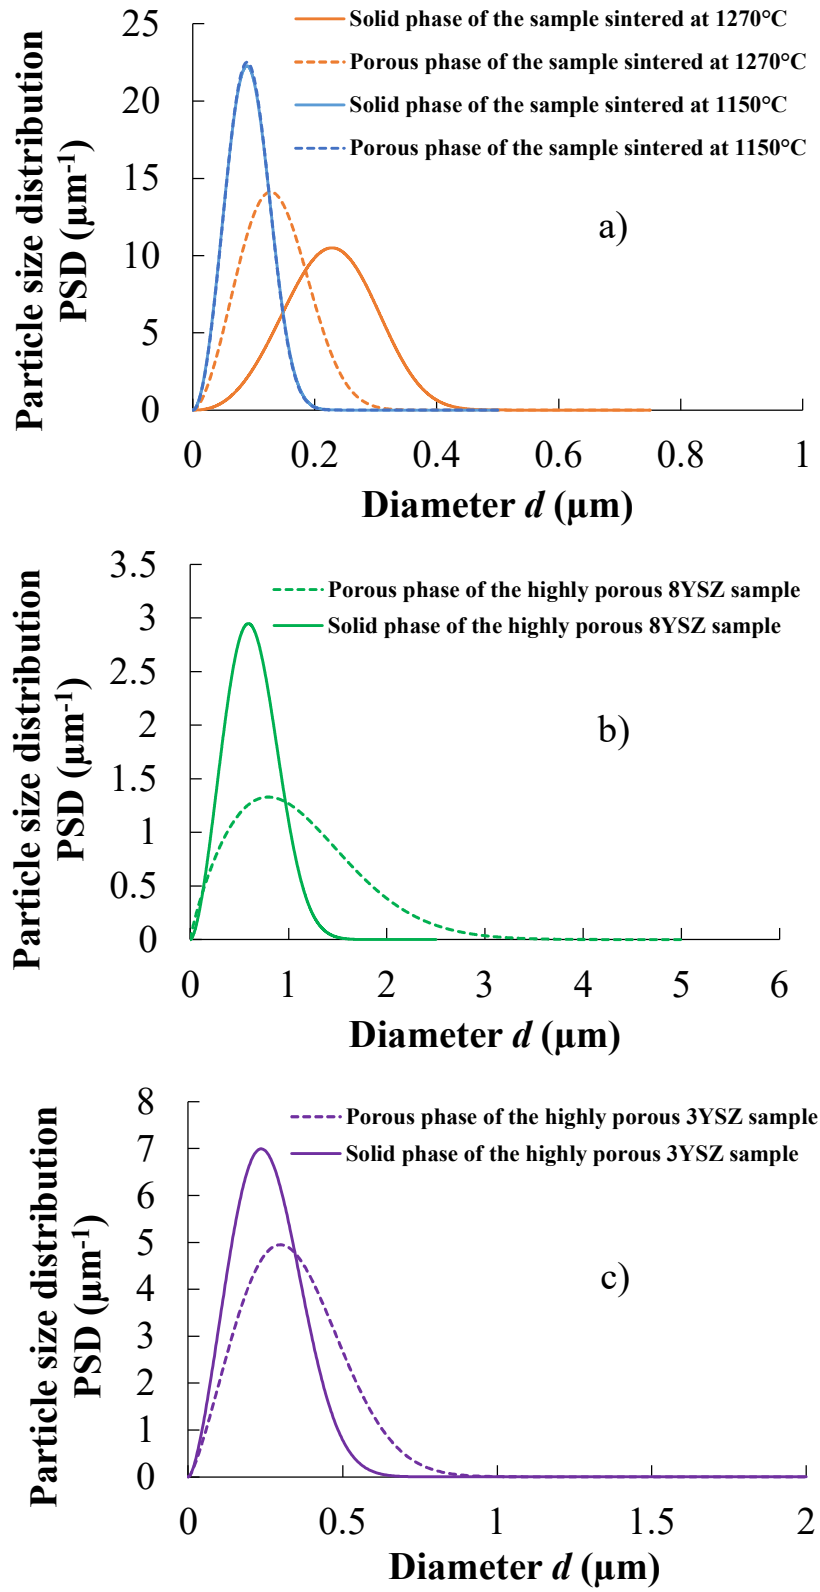 Solid phase of the sample sintered at 1270°C
Porous phase of the sample sintered at 1270°C
Solid phase of the sample sintered at 1150°C
Porous phase of the sample sintered at 1150°C
Particle size distribution
PSD (µm⁻¹)
25
20
15
10
5
0
a)
0 0.2 0.4 0.6 0.8 1
Diameter d (µm)
Porous phase of the highly porous 8YSZ sample
Solid phase of the highly porous 8YSZ sample
Particle size distribution
PSD (µm⁻¹)
3.5
3
2.5
2
1.5
1
0.5
0
b)
0 1 2 3 4 5 6
Diameter d (µm)
Porous phase of the highly porous 3YSZ sample
Solid phase of the highly porous 3YSZ sample
Particle size distribution
PSD (µm⁻¹)
8
7
6
5
4
3
2
1
0
c)
0 0.5 1 1.5 2
Diameter d (µm)